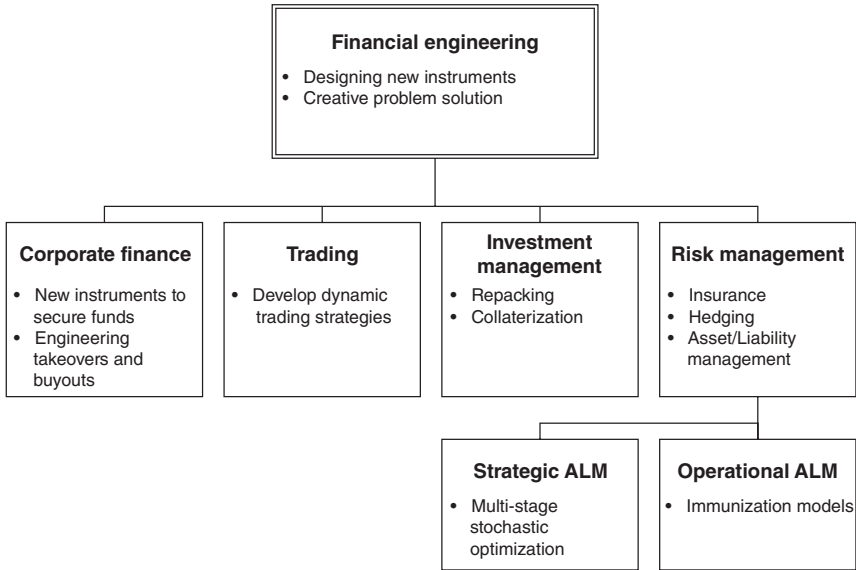 Financial engineering
• Designing new instruments
• Creative problem solution
Corporate finance
• New instruments to
secure funds
• Engineering
takeovers and
buyouts
Trading
• Develop dynamic
trading strategies
Investment
management
• Repacking
• Collaterization
Risk management
• Insurance
• Hedging
• Asset/Liability
management
Strategic ALM
• Multi-stage
stochastic
optimization
Operational ALM
• Immunization models